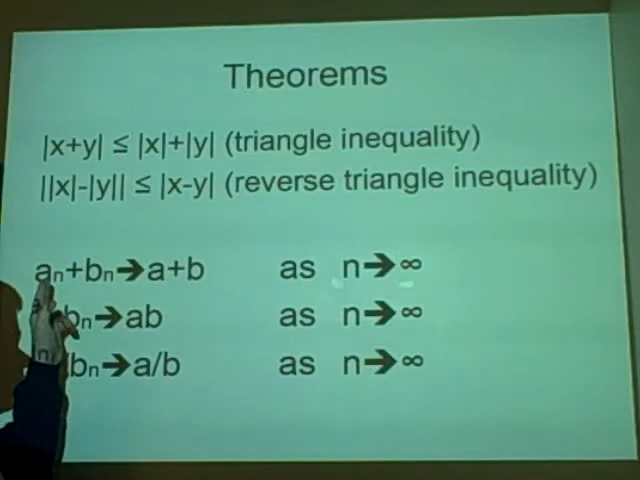 Theorems
|x+y| ≤ |x|+|y| (triangle inequality)
||x|-|y|| ≤ |x-y| (reverse triangle inequality)
aₙ+bₙ➔a+b as n➔∞
bₙ➔ab as n➔∞
/bₙ➔a/b as n➔∞